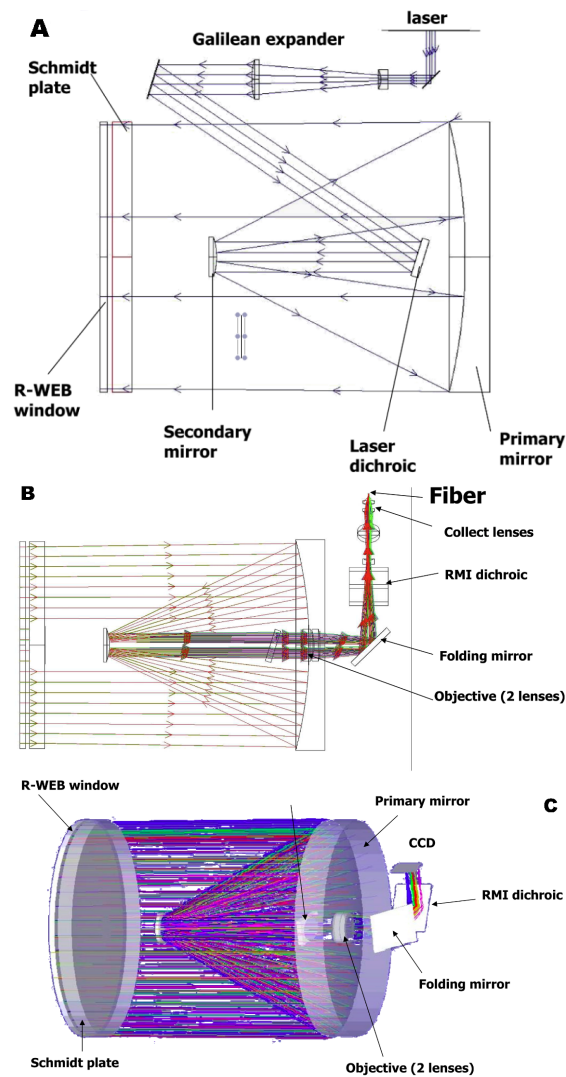 A
laser
Galilean expander
Schmidt
plate
R-WEB
window
Secondary
mirror
Laser
dichroic
Primary
mirror
B
Fiber
Collect lenses
RMI dichroic
Folding mirror
Objective (2 lenses)
R-WEB window
Primary mirror
C
CCD
RMI dichroic
Folding mirror
Schmidt plate
Objective (2 lenses)